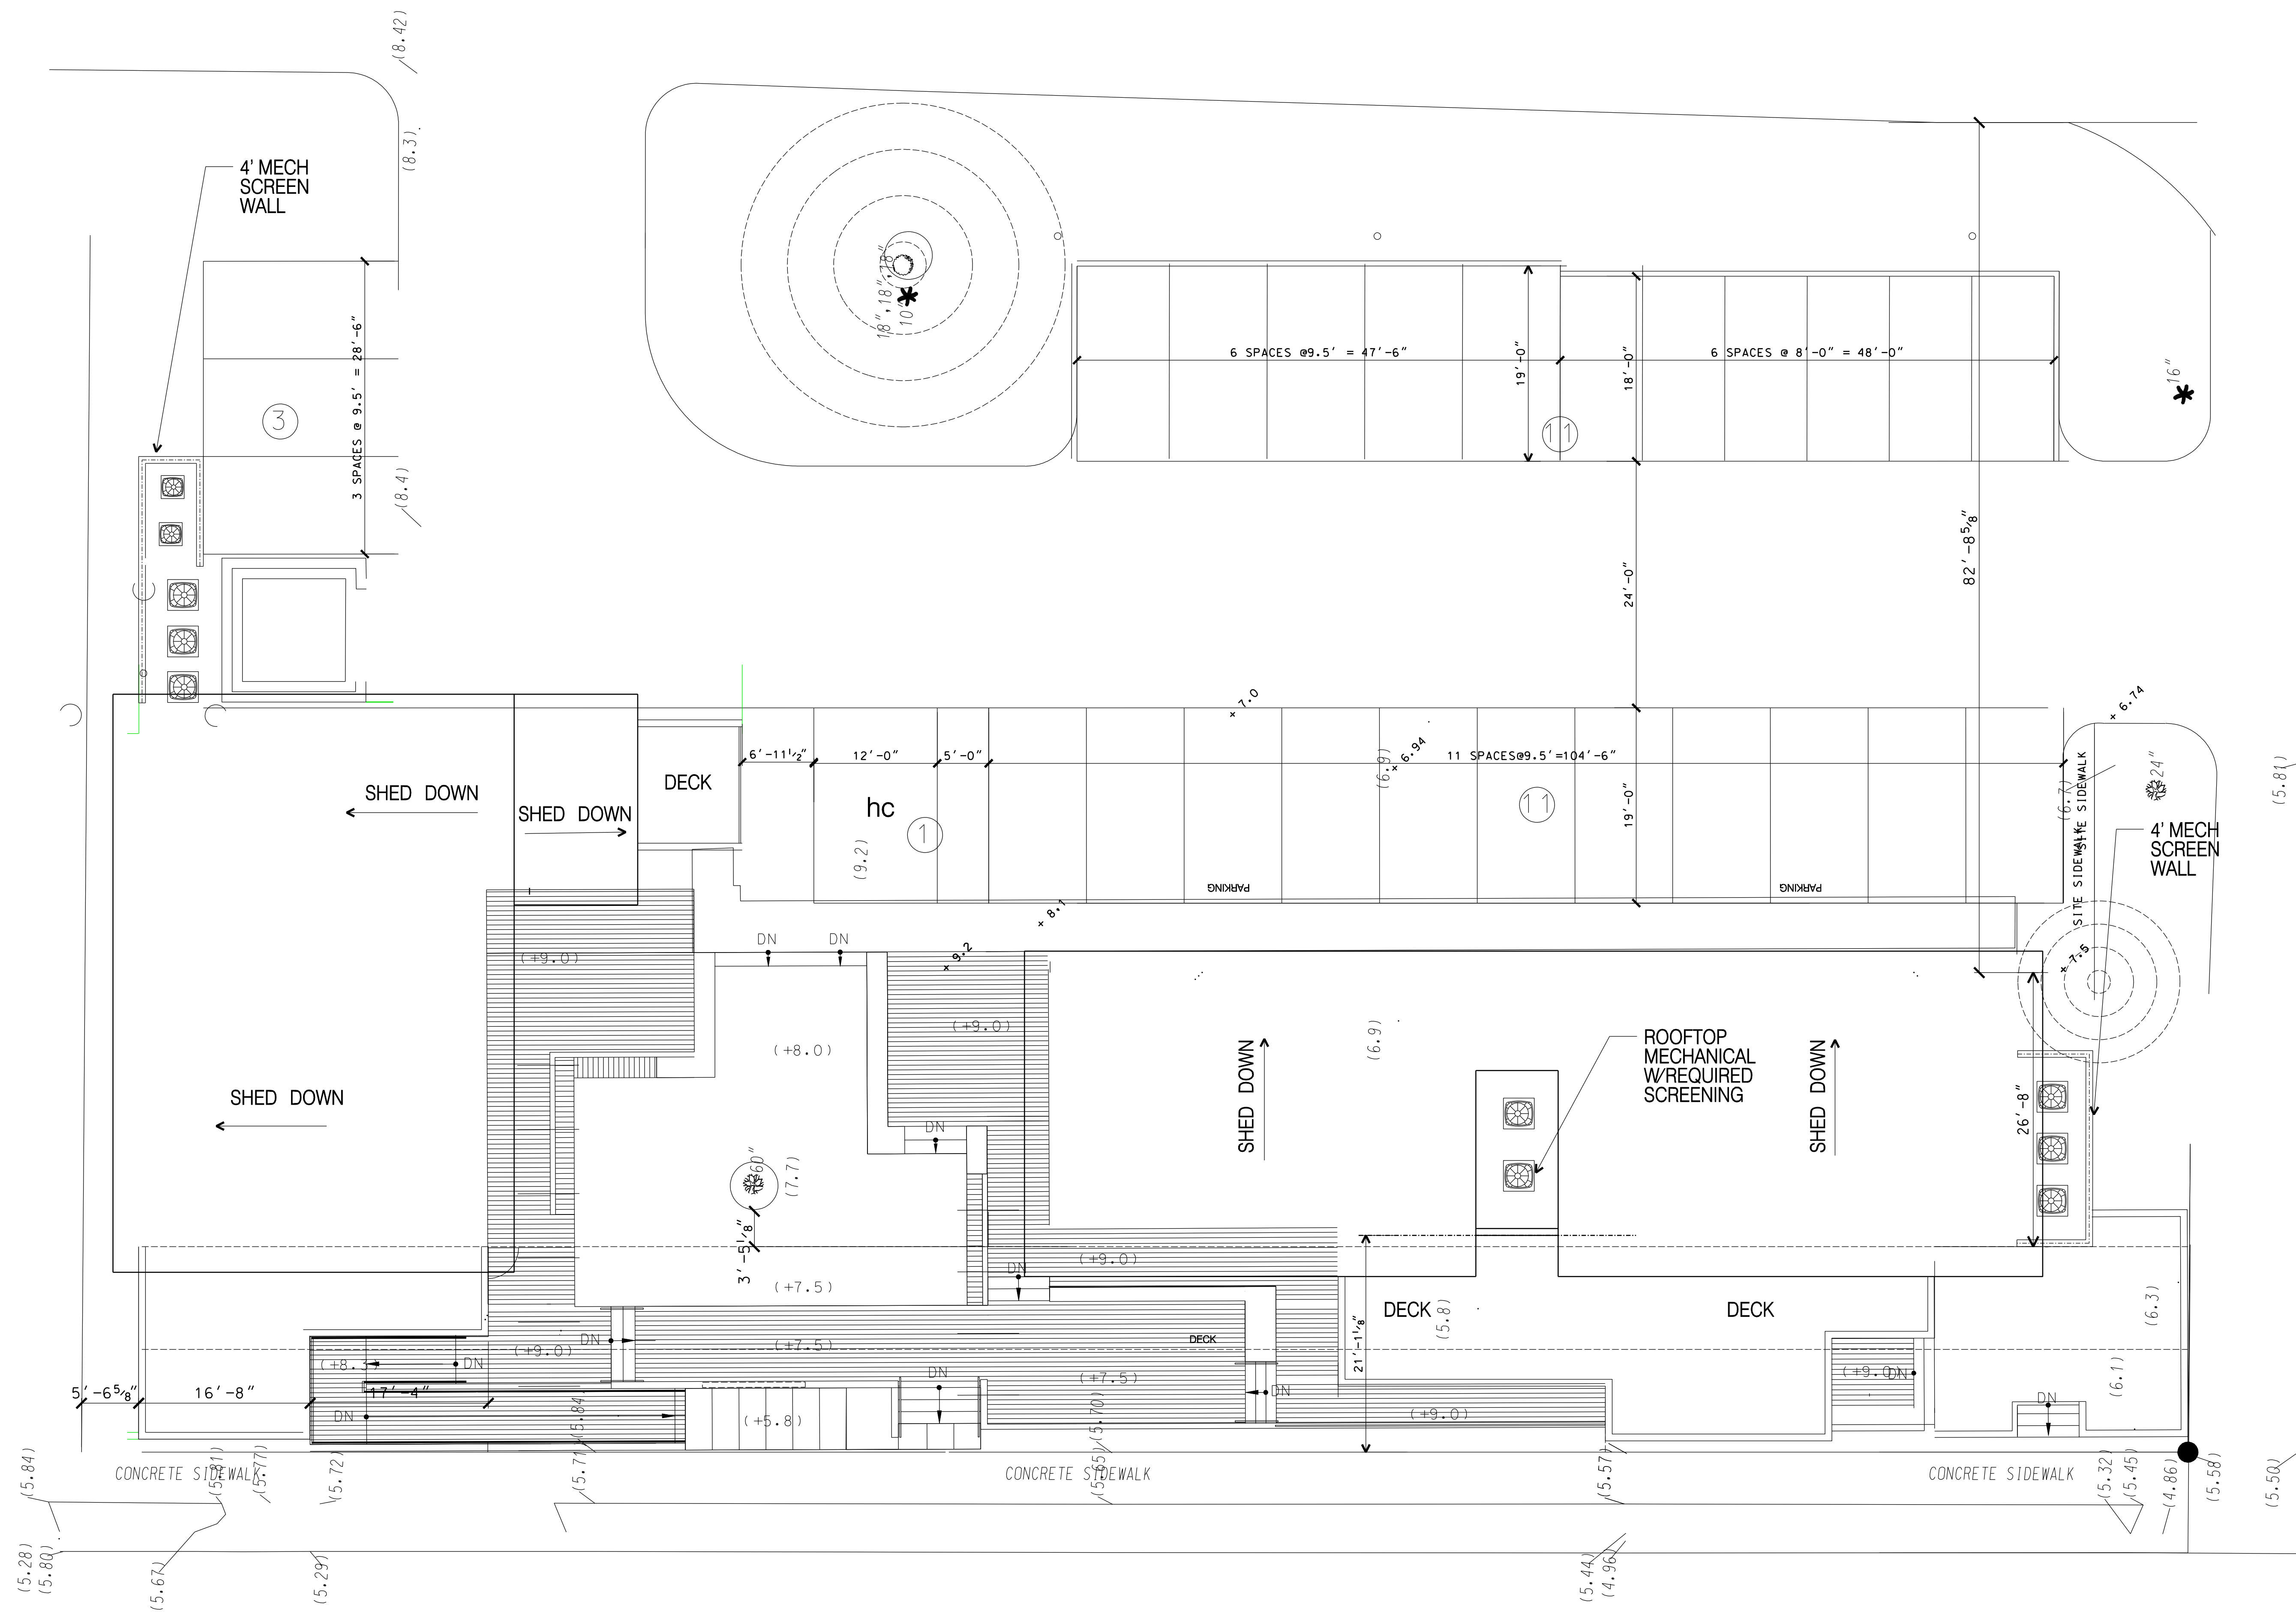 (8.42)
(8.3)
4' MECH
SCREEN
WALL
18",18",18"
10"
3 SPACES @ 9.5' = 28'-6"
3
(8.4)
6 SPACES @9.5' = 47'-6"
19'-0"
18'-0"
6 SPACES @ 8'-0" = 48'-0"
11
16"
24'-0"
82'-8 5/8"
+ 7.0
+ 6.74
6'-11 1/2"
12'-0"
5'-0"
(6.9)
+ 6.94
11 SPACES@9.5'=104'-6"
SHED DOWN
SHED DOWN
DECK
hc
1
11
19'-0"
(6.7)
SITE SIDEWALK
SITE SIDEWALK
24"
(5.81)
4' MECH
SCREEN
WALL
(9.2)
PARKING
PARKING
+ 8.1
DN
DN
+ 9.2
(+9.0)
+ 7.5
(+8.0)
(+9.0)
(6.9)
SHED DOWN
ROOFTOP
MECHANICAL
W/REQUIRED
SCREENING
SHED DOWN
26'-8"
SHED DOWN
DN
60"
(7.7)
3'-5 1/8"
(+7.5)
(+9.0)
DN
DECK
(5.8)
DECK
(6.3)
DN
(+9.0)
(+7.5)
DECK
21'-1 1/8"
(+8.3)
DN
(+7.5)
DN
(+9.0)
DN
(6.1)
5'-6 5/8"
16'-8"
17'-4"
DN
DN
(5.84)
(+5.8)
(5.70)
(+9.0)
DN
CONCRETE SIDEWALK
CONCRETE SIDEWALK
CONCRETE SIDEWALK
(5.84)
(5.81)
(5.77)
(5.72)
(5.71)
(5.65)
(5.57)
(5.32)
(5.45)
(4.86)
(5.58)
(5.50)
(5.28)
(5.80)
(5.67)
(5.29)
(5.44)
(4.96)